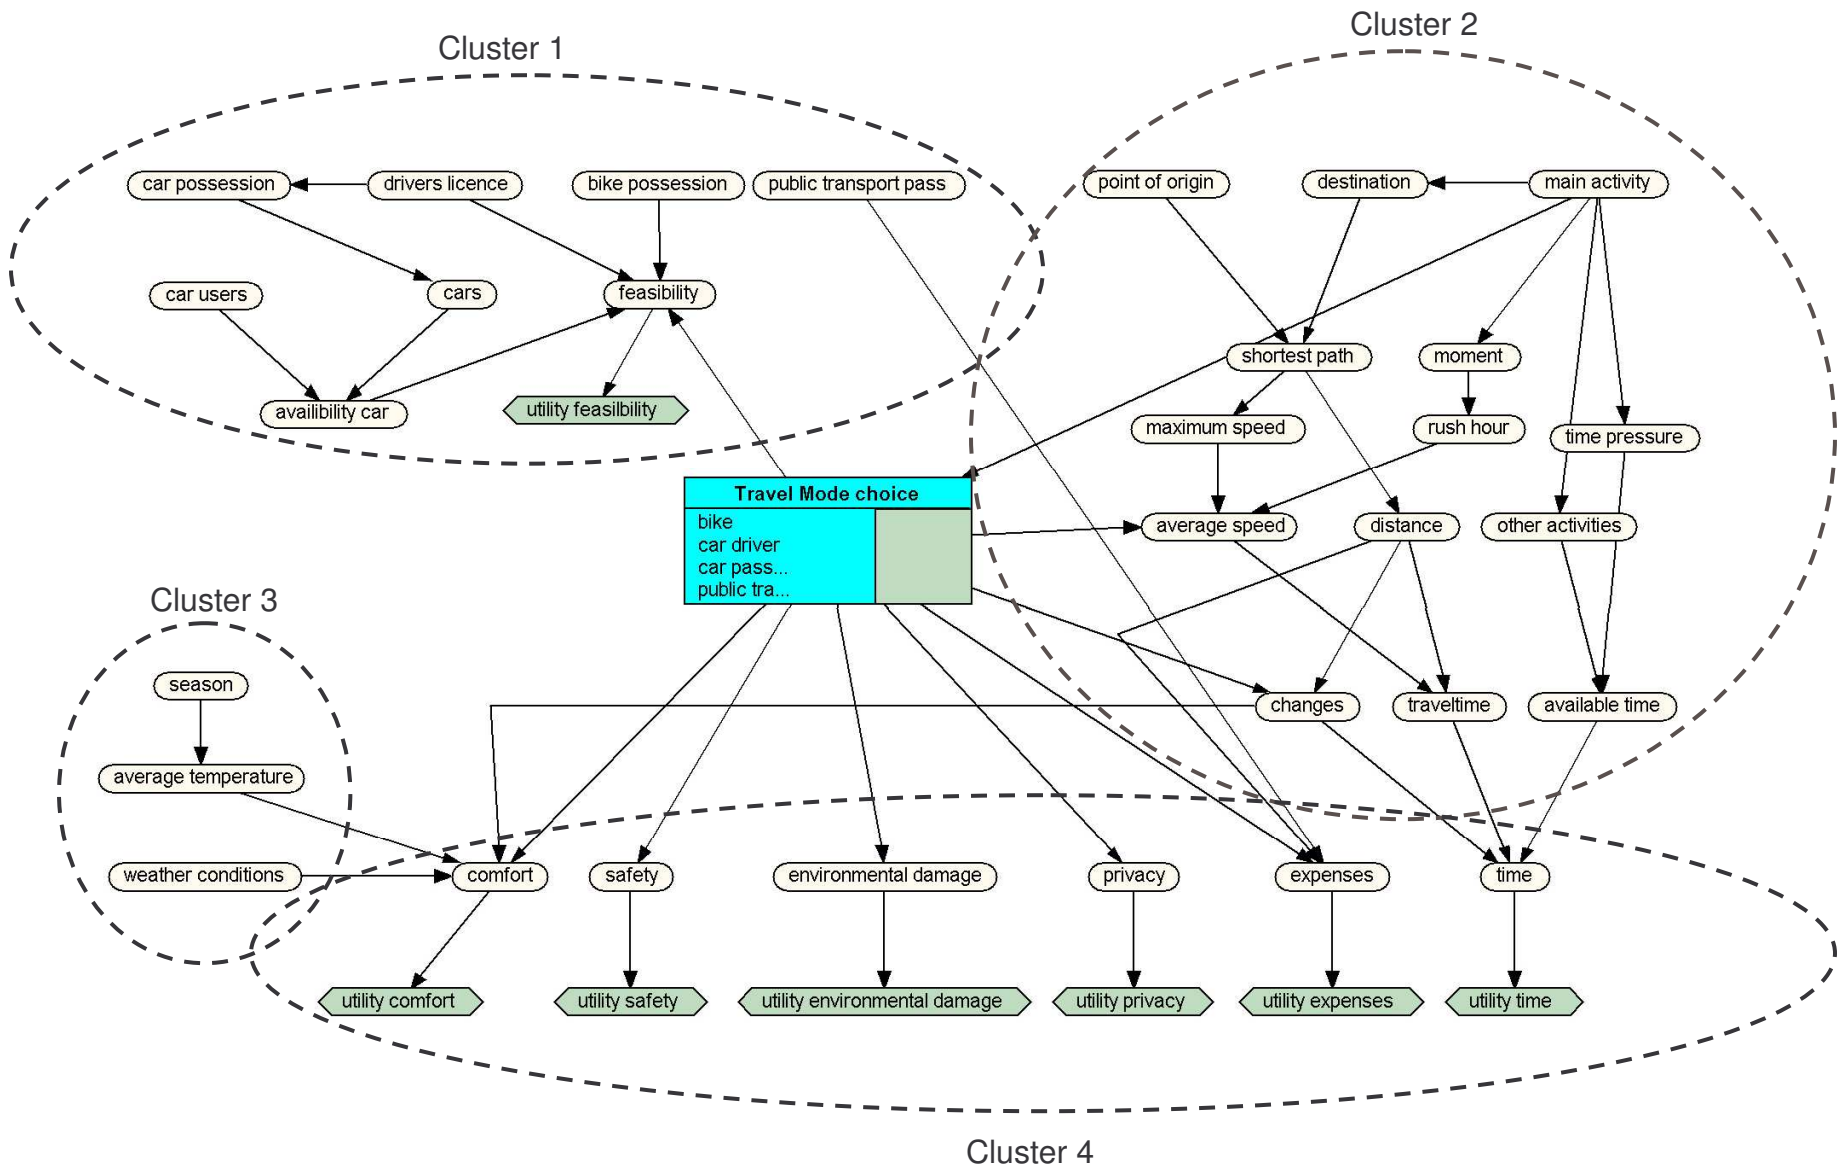 Cluster 1
Cluster 2
car possession
drivers licence
bike possession
public transport pass
point of origin
destination
main activity
car users
cars
feasibility
availibility car
utility feasilbility
shortest path
moment
maximum speed
rush hour
time pressure
Travel Mode choice
bike
car driver
car pass...
public tra...
average speed
distance
other activities
Cluster 3
season
changes
traveltime
available time
average temperature
weather conditions
comfort
safety
environmental damage
privacy
expenses
time
utility comfort
utility safety
utility environmental damage
utility privacy
utility expenses
utility time
Cluster 4